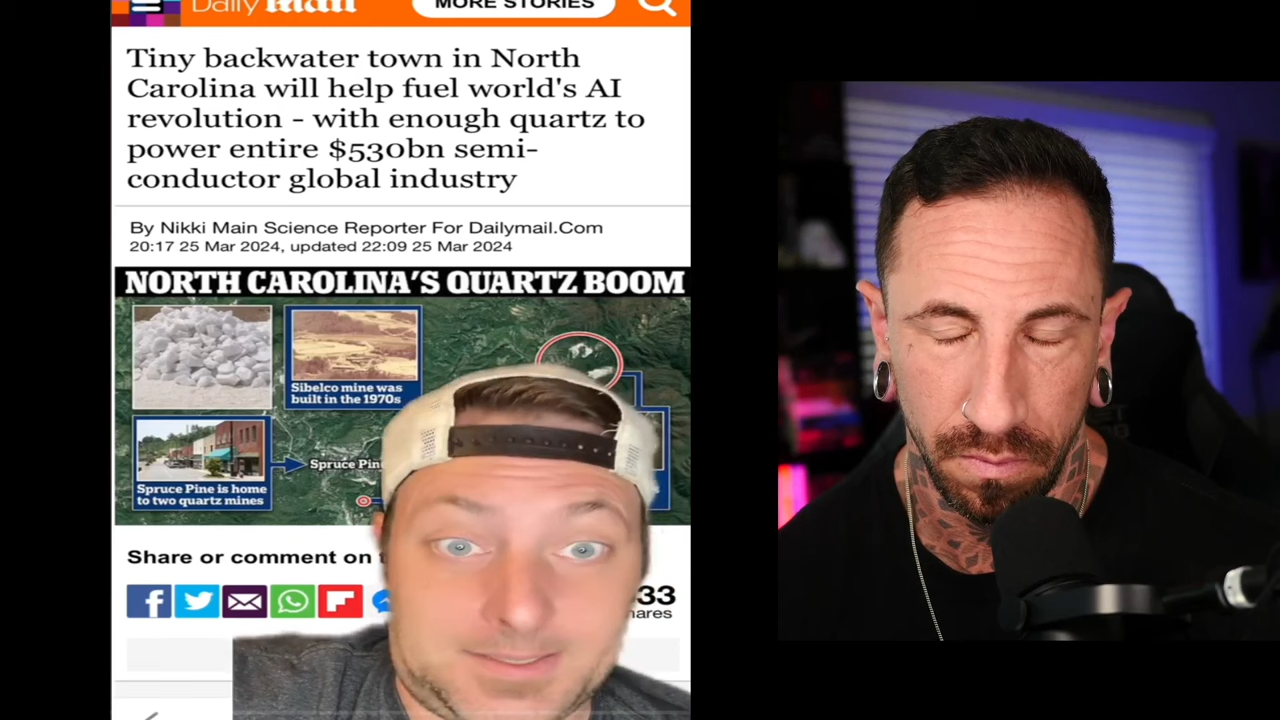 Daily Mail
MORE STORIES
Tiny backwater town in North
Carolina will help fuel world's AI
revolution - with enough quartz to
power entire $530bn semi-
conductor global industry
By Nikki Main Science Reporter For Dailymail.Com
20:17 25 Mar 2024, updated 22:09 25 Mar 2024
NORTH CAROLINA'S QUARTZ BOOM
Sibelco mine was
built in the 1970s
Spruce Pine is home
to two quartz mines
Spruce
Share or comment on